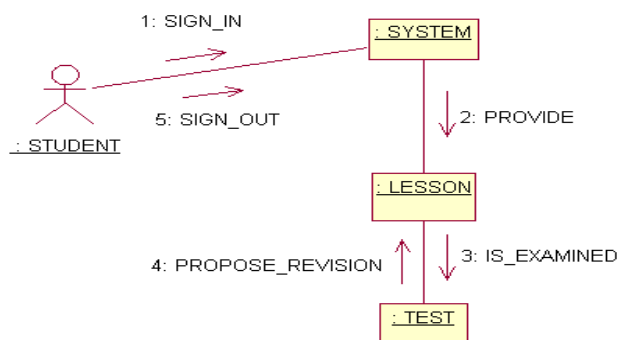 1: SIGN_IN
: SYSTEM
5: SIGN_OUT
: STUDENT
2: PROVIDE
: LESSON
4: PROPOSE_REVISION
3: IS_EXAMINED
: TEST